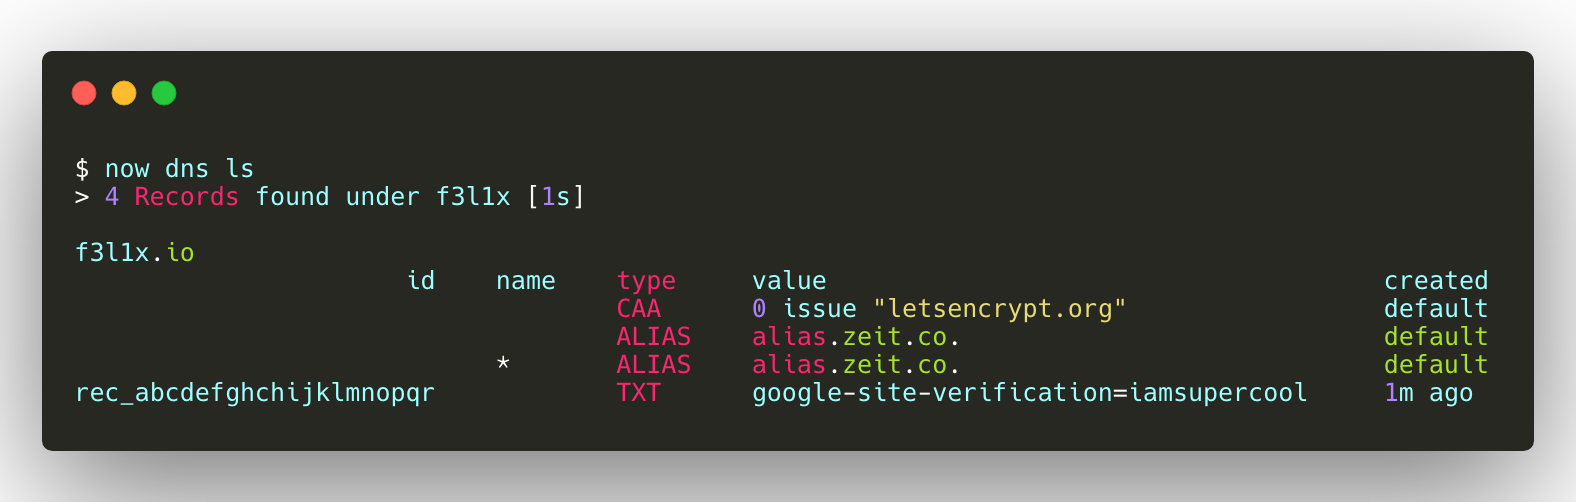 $ now dns ls
> 4 Records found under f3l1x [1s]
f3l1x.io
id name type value created
CAA 0 issue "letsencrypt.org" default
ALIAS alias.zeit.co. default
* ALIAS alias.zeit.co. default
rec_abcdefghchijklmnopqr TXT google-site-verification=iamsupercool 1m ago